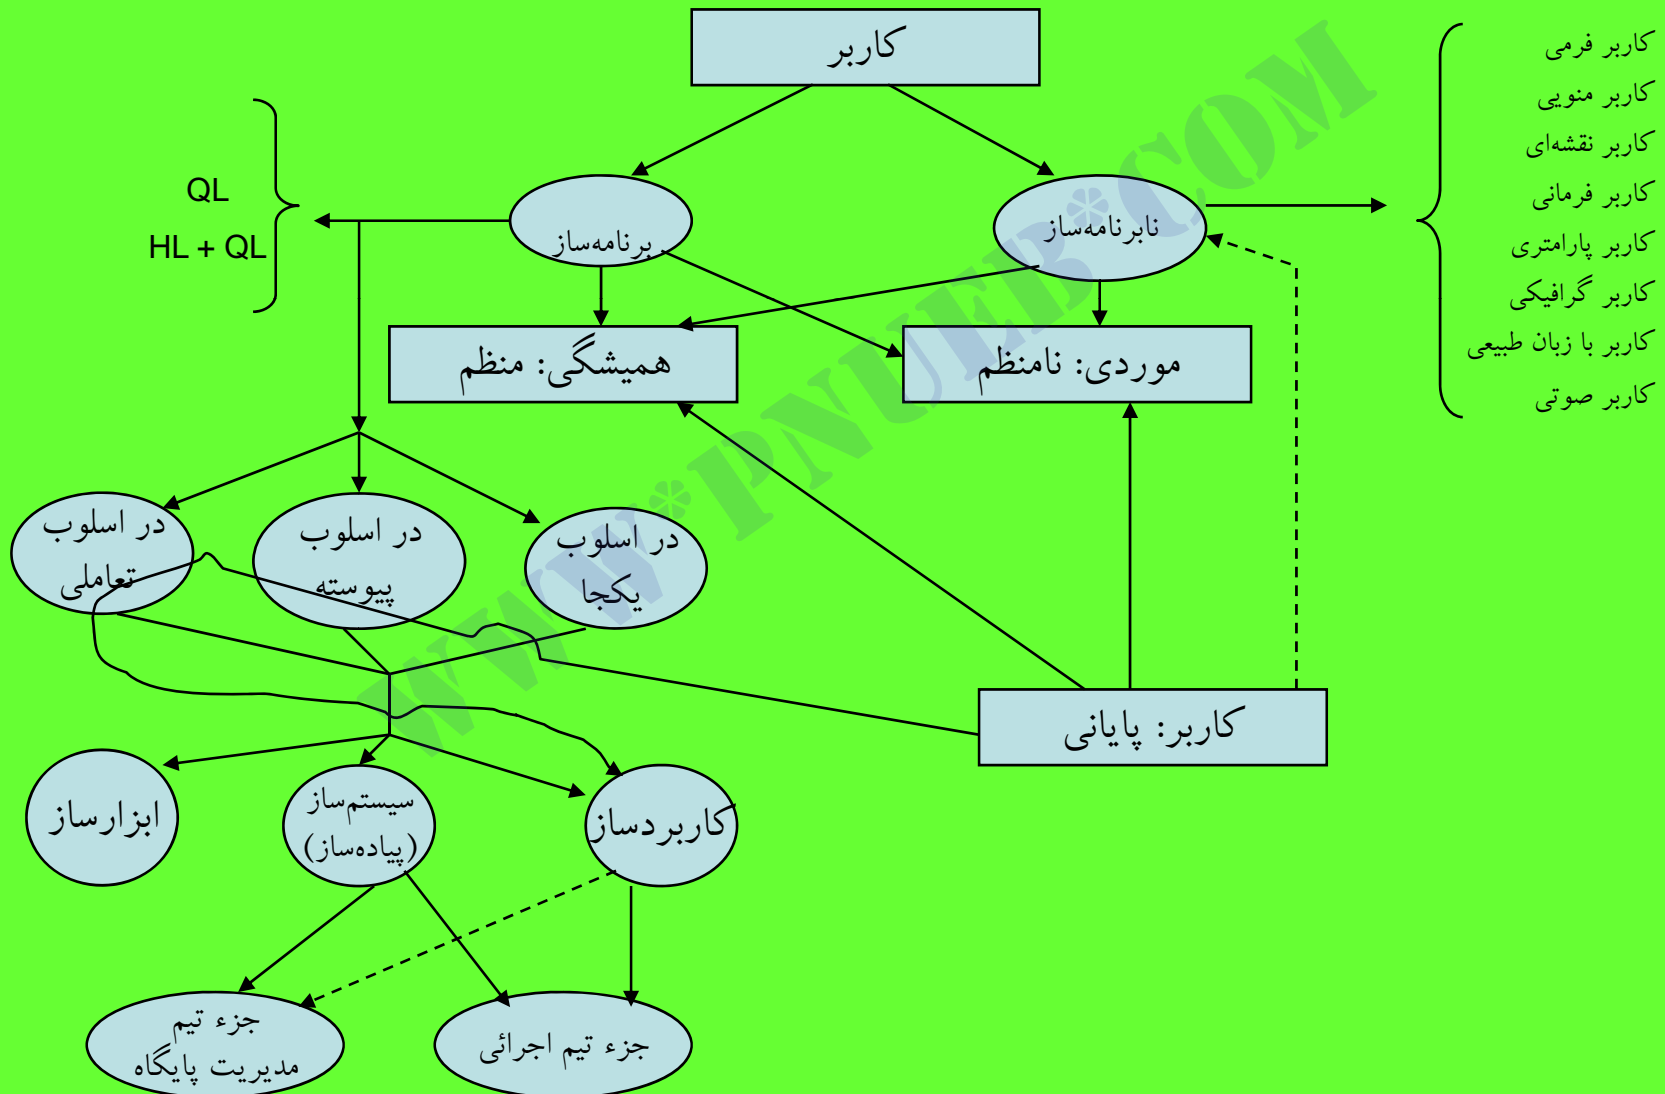 کاربر
کاربر فرمی
کاربر منویی
کاربر نقشه‌ای
کاربر فرمانی
کاربر پارامتری
کاربر گرافیکی
کاربر با زبان طبیعی
کاربر صوتی
نابرنامه‌ساز
برنامه‌ساز
QL
HL + QL
موردی: نامنظم
همیشگی: منظم
در اسلوب
یکجا
در اسلوب
پیوسته
در اسلوب
تعاملی
کاربر: پایانی
کاربردساز
سیستم‌ساز
(پیاده‌ساز)
ابزارساز
جزء تیم اجرائی
جزء تیم
مدیریت پایگاه
WWW*PNUEB*COM